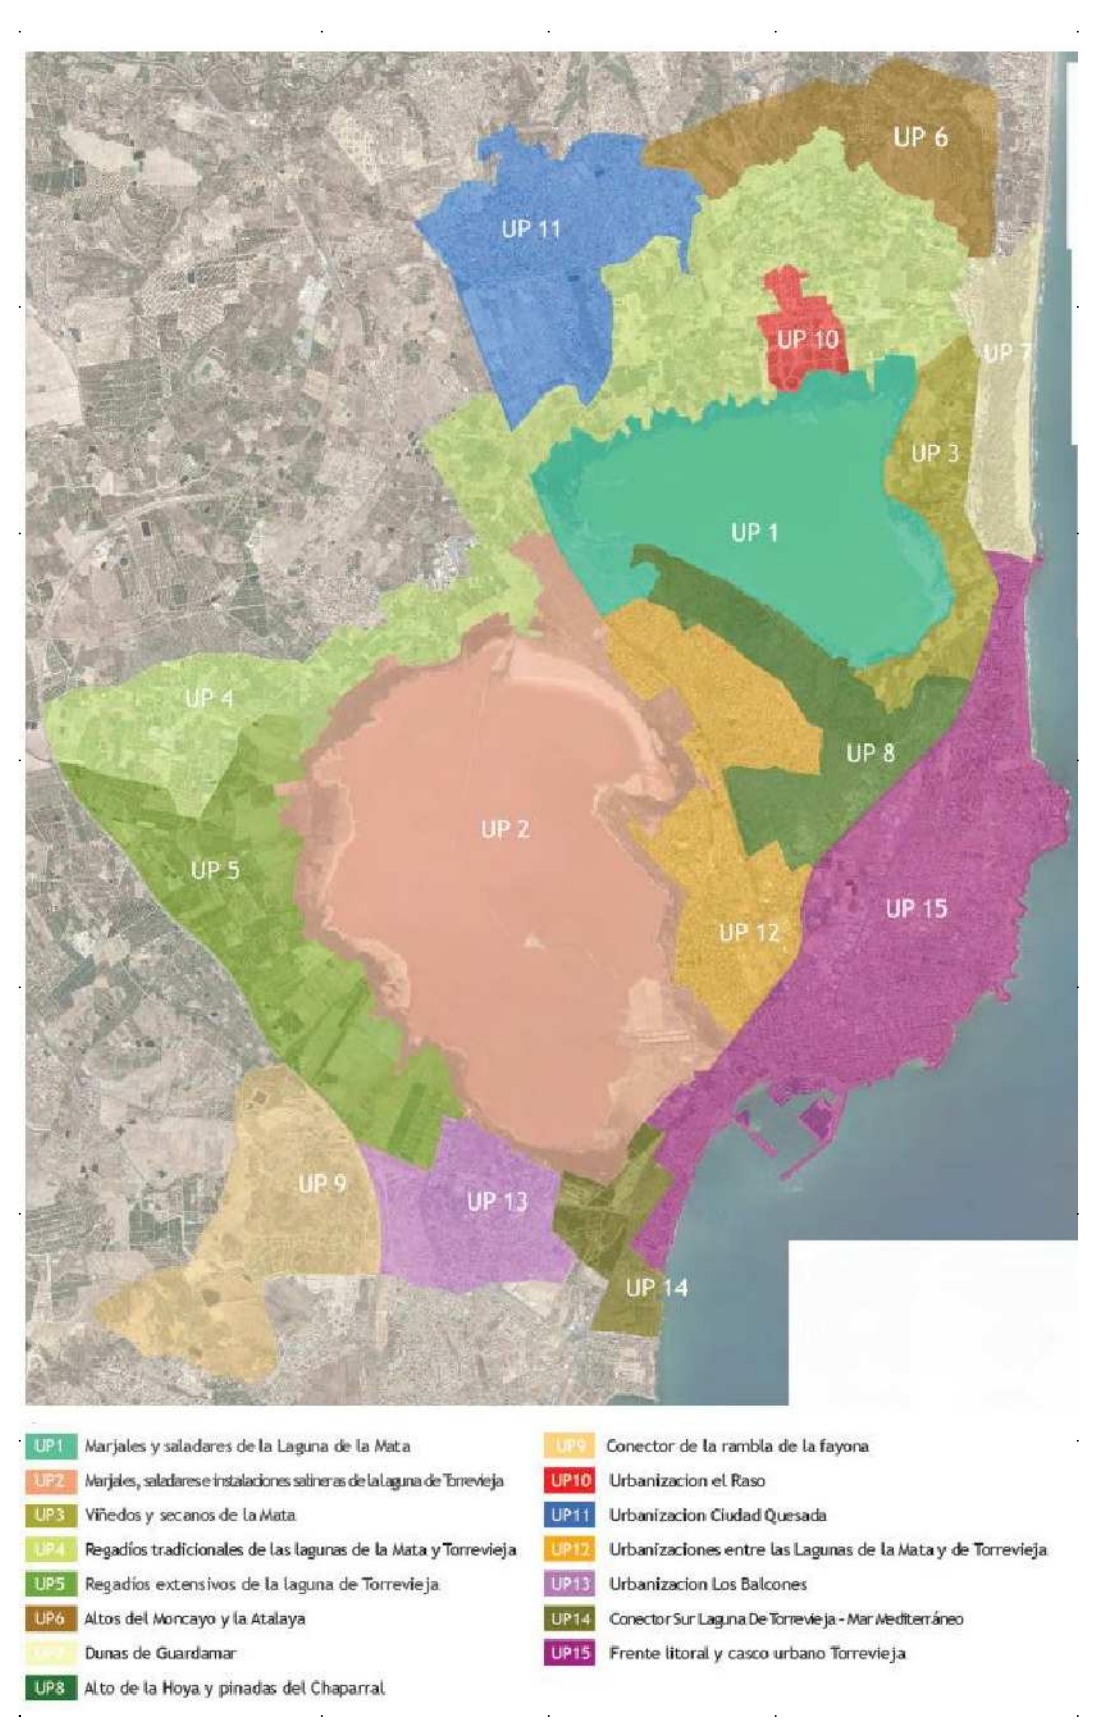 UP 6
UP 11
UP 10
UP 7
UP 3
UP 1
UP 4
UP 8
UP 2
UP 5
UP 15
UP 12
UP 9
UP 13
UP 14
UP1 Marjales y saladares de la Laguna de la Mata
UP2 Marjales, saladares e instalaciones salineras de la laguna de Torrevieja
UP3 Viñedos y secanos de la Mata
UP4 Regadíos tradicionales de las lagunas de la Mata y Torrevieja
UP5 Regadíos extensivos de la laguna de Torrevieja
UP6 Altos del Moncayo y la Atalaya
UP7 Dunas de Guardamar
UP8 Alto de la Hoya y pinadas del Chaparral
UP9 Conector de la rambla de la fayona
UP10 Urbanizacion el Raso
UP11 Urbanizacion Ciudad Quesada
UP12 Urbanizaciones entre las Lagunas de la Mata y de Torrevieja
UP13 Urbanizacion Los Balcones
UP14 Conector Sur Laguna De Torrevieja - Mar Mediterráneo
UP15 Frente litoral y casco urbano Torrevieja